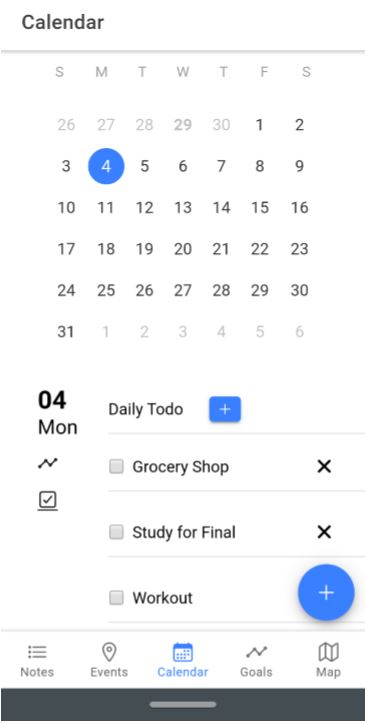 Calendar
S M T W T F S
26 27 28 29 30 1 2
3 4 5 6 7 8 9
10 11 12 13 14 15 16
17 18 19 20 21 22 23
24 25 26 27 28 29 30
31 1 2 3 4 5 6
04
Mon
Daily Todo +
Grocery Shop
Study for Final
Workout
+
Notes Events Calendar Goals Map